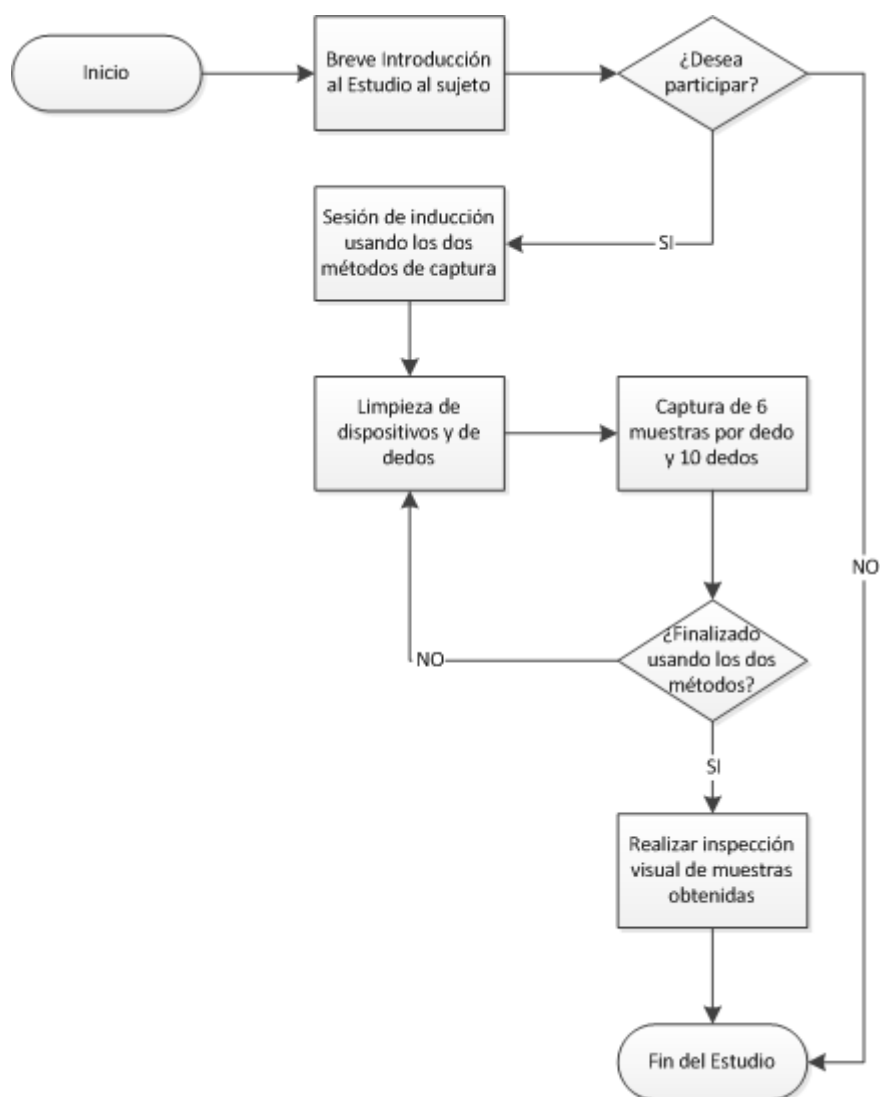 Inicio
Breve Introducción
al Estudio al sujeto
¿Desea
participar?
Sesión de inducción
usando los dos
métodos de captura
SI
Limpieza de
dispositivos y de
dedos
Captura de 6
muestras por dedo
y 10 dedos
NO
¿Finalizado
usando los dos
métodos?
NO
SI
Realizar inspección
visual de muestras
obtenidas
Fin del Estudio